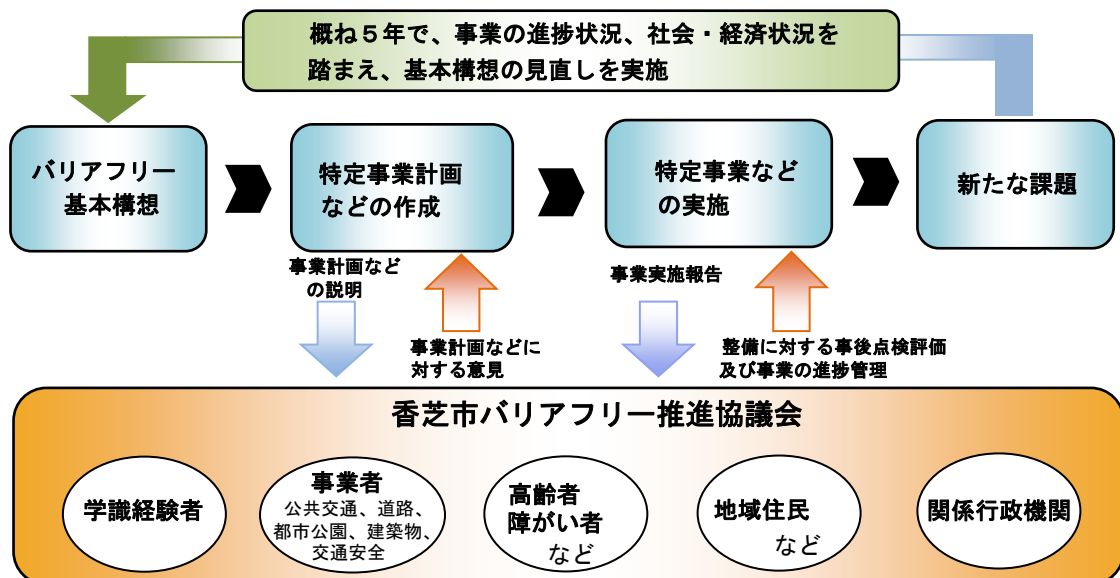 概ね５年で、事業の進捗状況、社会・経済状況を
踏まえ、基本構想の見直しを実施
バリアフリー
基本構想
特定事業計画
などの作成
特定事業など
の実施
新たな課題
事業計画など
の説明
事業計画などに
対する意見
事業実施報告
整備に対する事後点検評価
及び事業の進捗管理
香芝市バリアフリー推進協議会
学識経験者
事業者
公共交通、道路、
都市公園、建築物、
交通安全
高齢者
障がい者
など
地域住民
など
関係行政機関